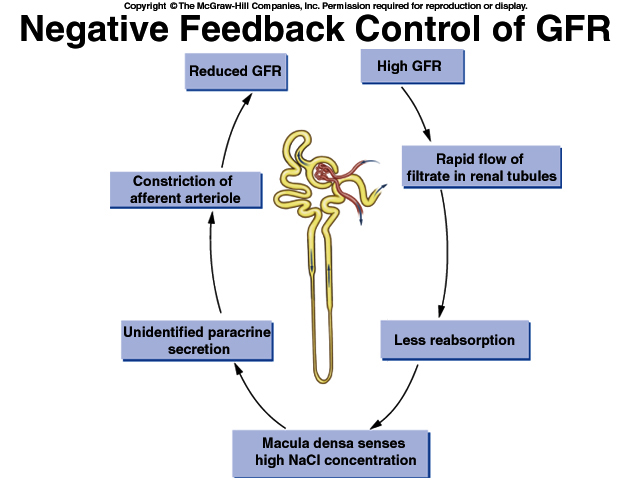 Copyright © The McGraw-Hill Companies, Inc. Permission required for reproduction or display.
Negative Feedback Control of GFR
High GFR
Rapid flow of
filtrate in renal tubules
Less reabsorption
Macula densa senses
high NaCl concentration
Unidentified paracrine
secretion
Constriction of
afferent arteriole
Reduced GFR